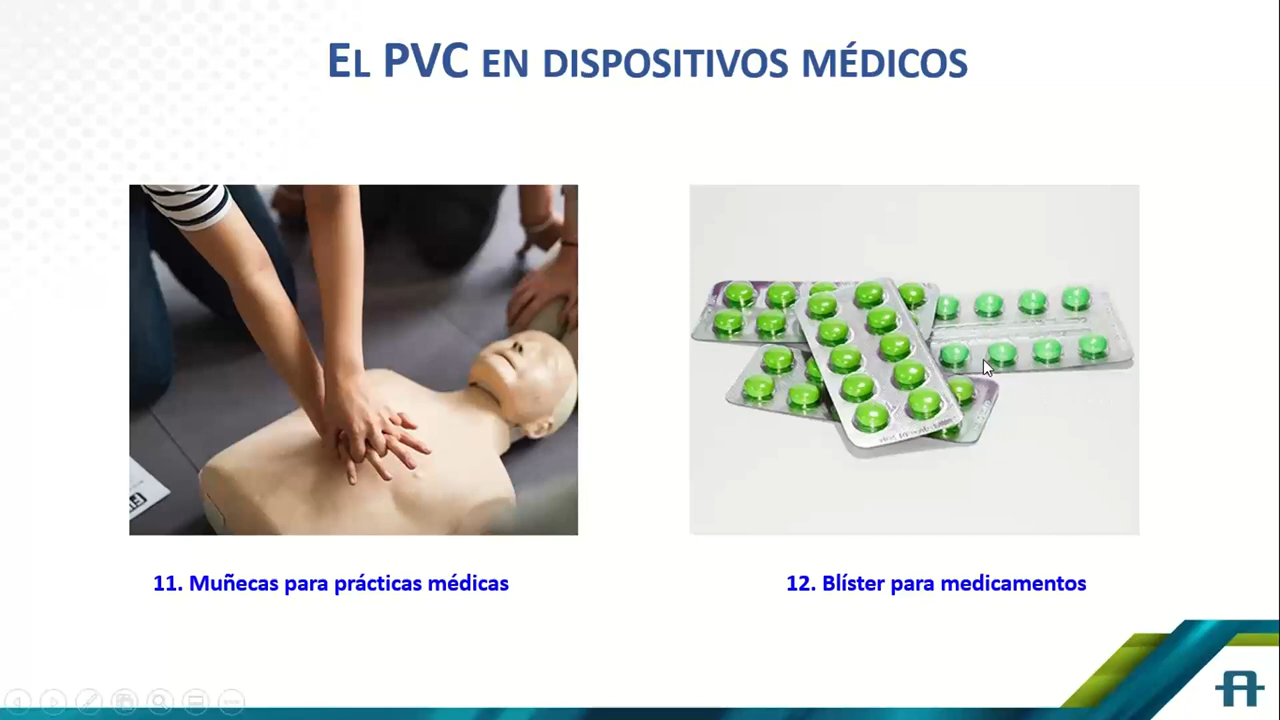 EL PVC EN DISPOSITIVOS MÉDICOS
11. Muñecas para prácticas médicas
12. Blíster para medicamentos